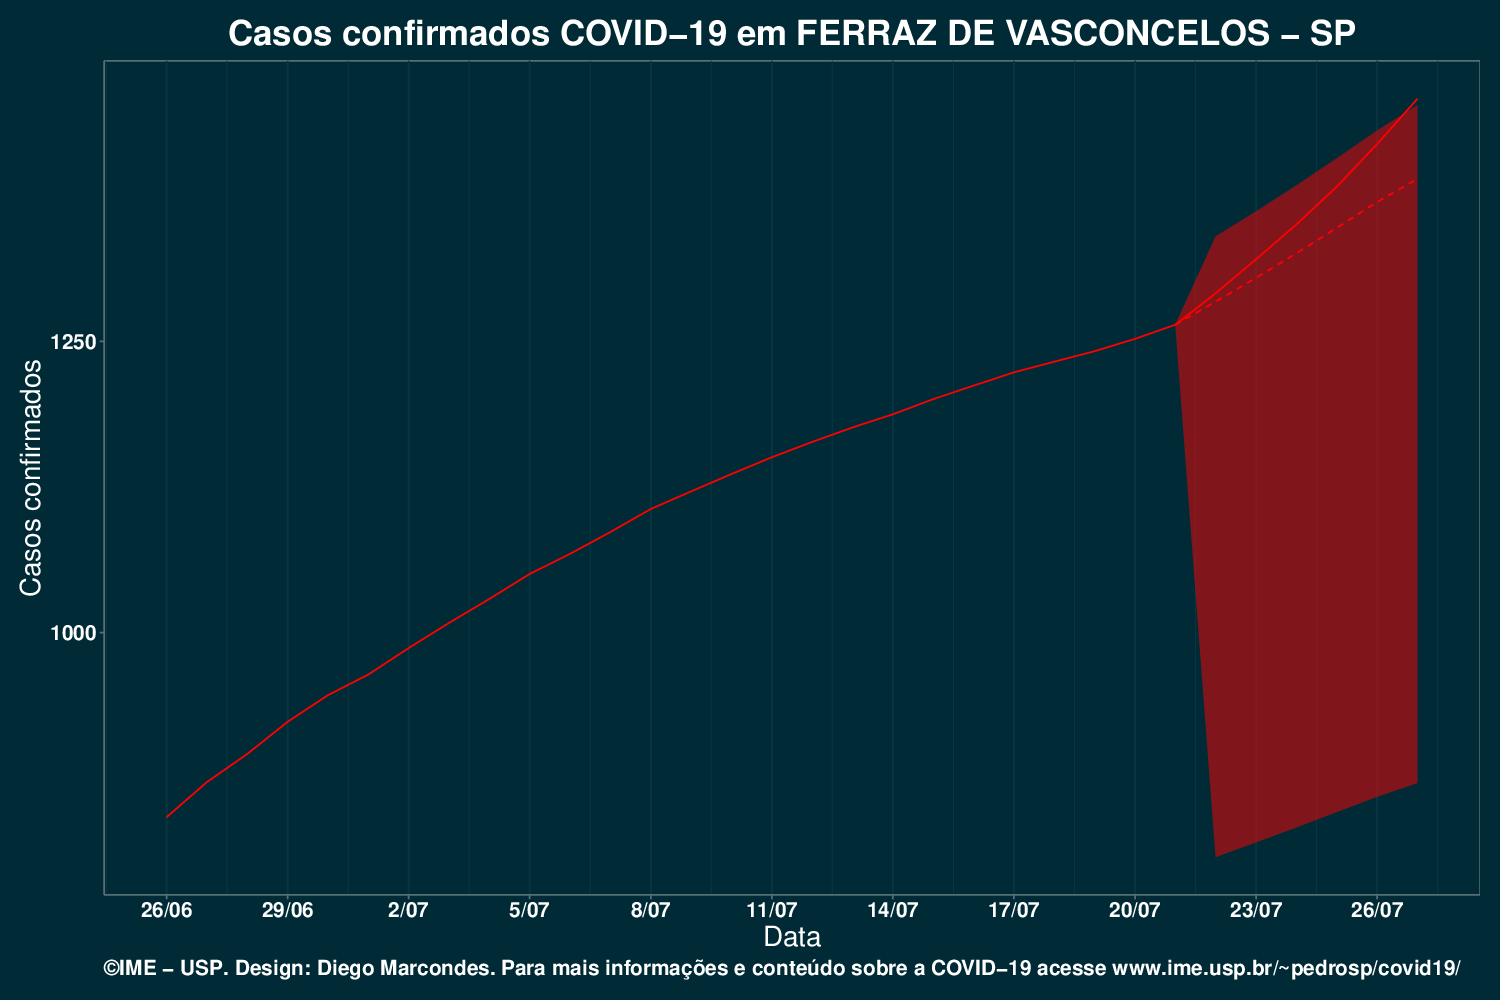 Casos confirmados COVID−19 em FERRAZ DE VASCONCELOS − SP
Casos confirmados
1250
1000
26/06 29/06 2/07 5/07 8/07 11/07 14/07 17/07 20/07 23/07 26/07
Data
©IME − USP. Design: Diego Marcondes. Para mais informações e conteúdo sobre a COVID−19 acesse www.ime.usp.br/~pedrosp/covid19/